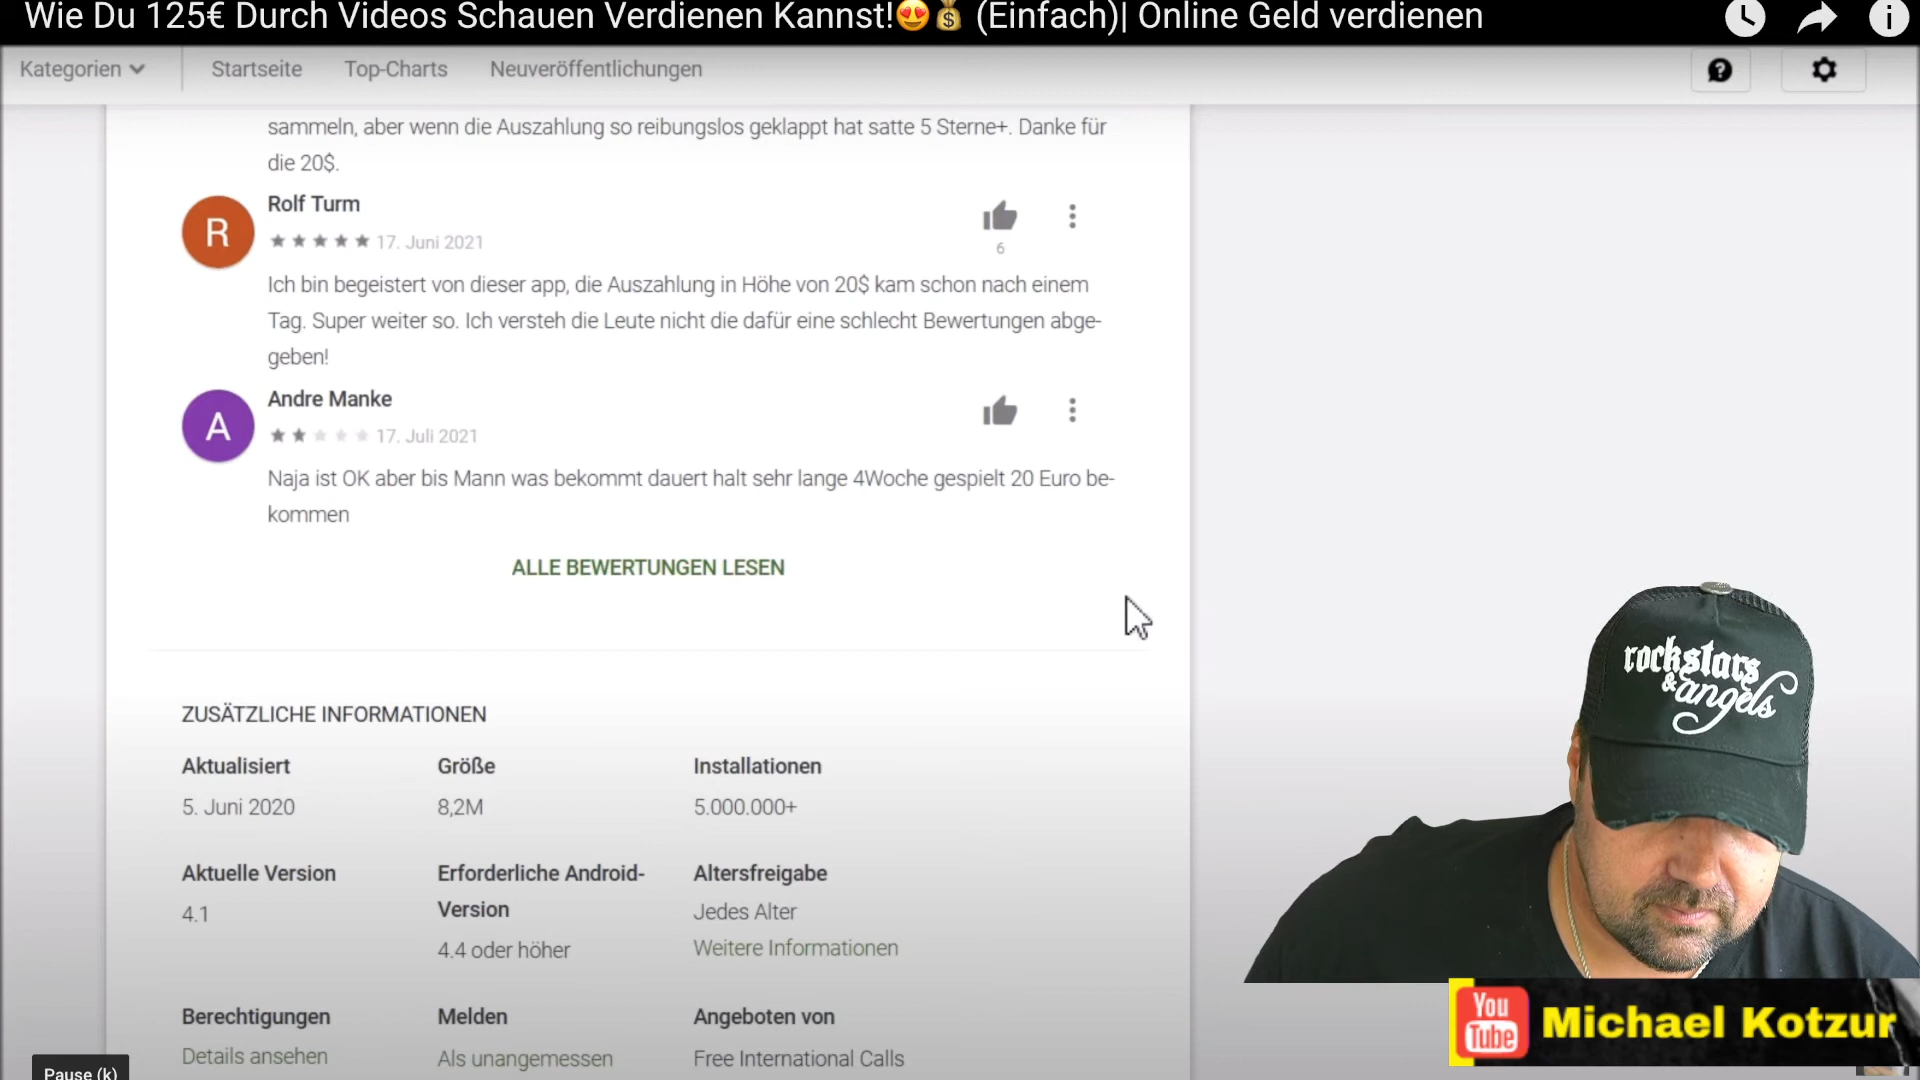 Wie Du 125€ Durch Videos Schauen Verdienen Kannst!😍💰 (Einfach)| Online Geld verdienen
Kategorien
Startseite
Top-Charts
Neuveröffentlichungen
sammeln, aber wenn die Auszahlung so reibungslos geklappt hat satte 5 Sterne+. Danke für
die 20$.
R
Rolf Turm
17. Juni 2021
6
Ich bin begeistert von dieser app, die Auszahlung in Höhe von 20$ kam schon nach einem
Tag. Super weiter so. Ich versteh die Leute nicht die dafür eine schlecht Bewertungen abge-
geben!
A
Andre Manke
17. Juli 2021
Naja ist OK aber bis Mann was bekommt dauert halt sehr lange 4Woche gespielt 20 Euro be-
kommen
ALLE BEWERTUNGEN LESEN
ZUSÄTZLICHE INFORMATIONEN
Aktualisiert
5. Juni 2020
Größe
8,2M
Installationen
5.000.000+
Aktuelle Version
4.1
Erforderliche Android-
Version
4.4 oder höher
Altersfreigabe
Jedes Alter
Weitere Informationen
Berechtigungen
Details ansehen
Melden
Als unangemessen
Angeboten von
Free International Calls
rockstars
& angels
You
Tube
Michael Kotzur
Pause (k)